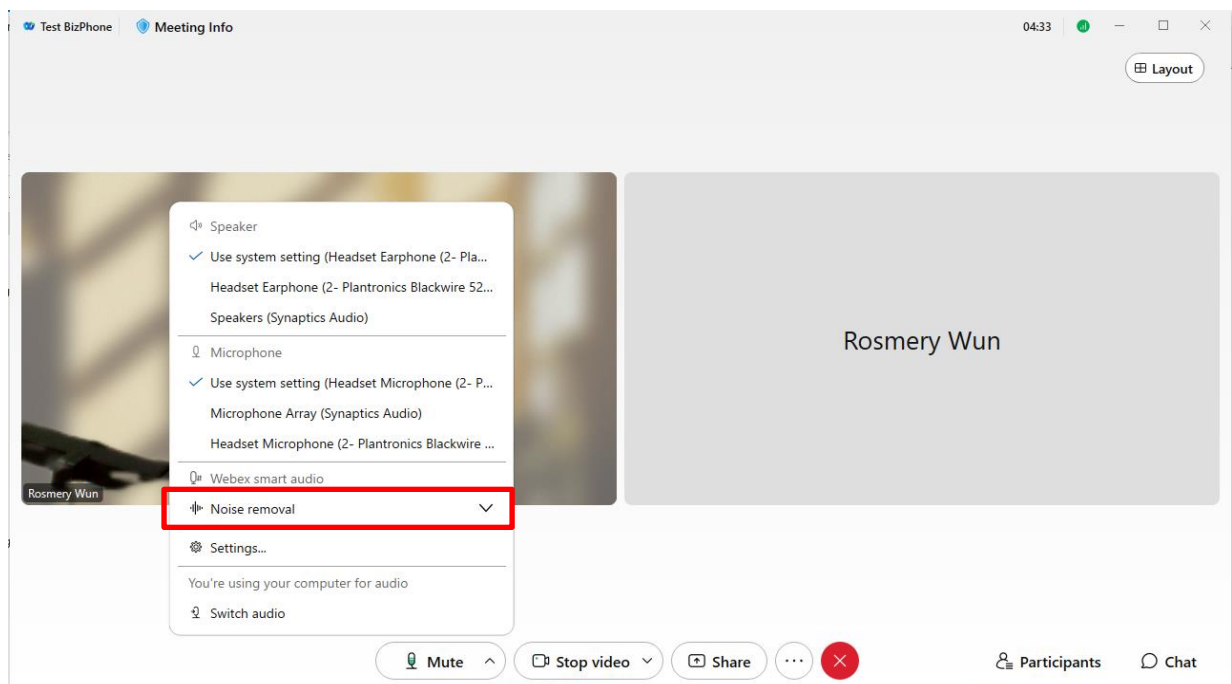 Test BizPhone Meeting Info 04:33
Layout
Speaker
Use system setting (Headset Earphone (2- Pla...
Headset Earphone (2- Plantronics Blackwire 52...
Speakers (Synaptics Audio)
Microphone
Use system setting (Headset Microphone (2- P...
Microphone Array (Synaptics Audio)
Headset Microphone (2- Plantronics Blackwire ...
Webex smart audio
Noise removal
Settings...
You're using your computer for audio
Switch audio
Rosmery Wun
Rosmery Wun
Mute Stop video Share Participants Chat